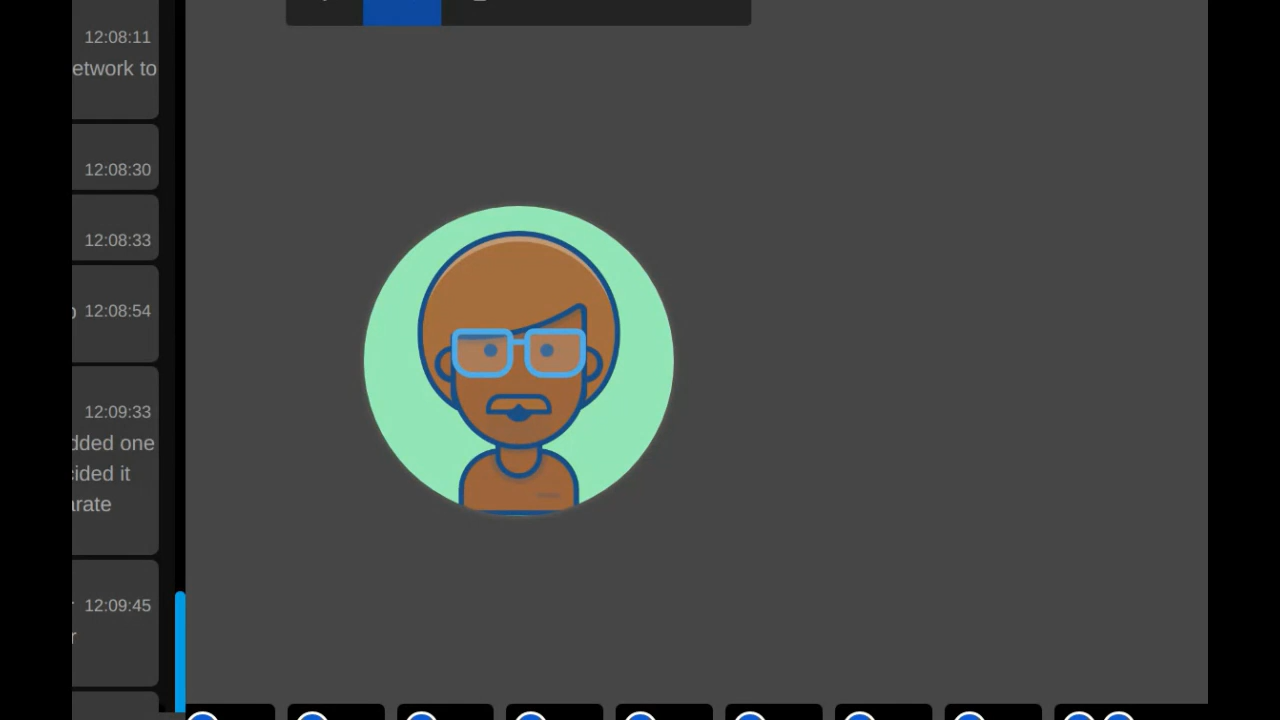 12:08:11
etwork to
12:08:30
12:08:33
12:08:54
12:09:33
dded one
cided it
arate
12:09:45
r